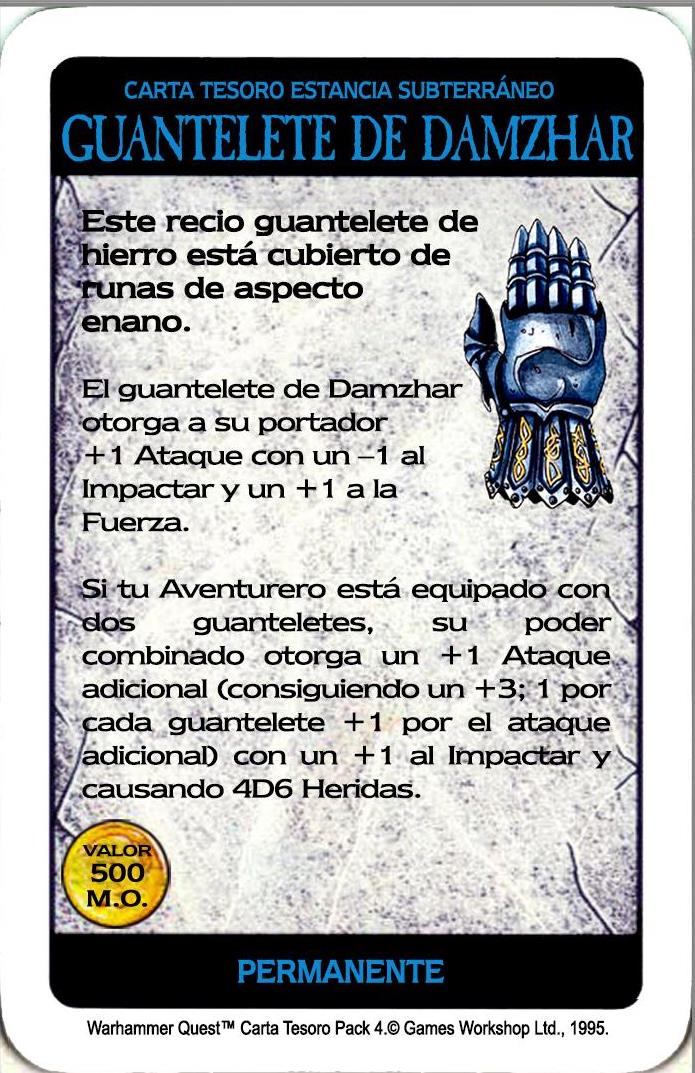 CARTA TESORO ESTANCIA SUBTERRÁNEO
GUANTELETE DE DAMZHAR
Este recio guantelete de
hierro está cubierto de
runas de aspecto
enano.
El guantelete de Damzhar
otorga a su portador
+1 Ataque con un –1 al
Impactar y un +1 a la
Fuerza.
Si tu Aventurero está equipado con
dos guanteletes, su poder
combinado otorga un +1 Ataque
adicional (consiguiendo un +3; 1 por
cada guantelete +1 por el ataque
adicional) con un +1 al Impactar y
causando 4D6 Heridas.
VALOR
500
M.O.
PERMANENTE
Warhammer Quest™ Carta Tesoro Pack 4.© Games Workshop Ltd., 1995.